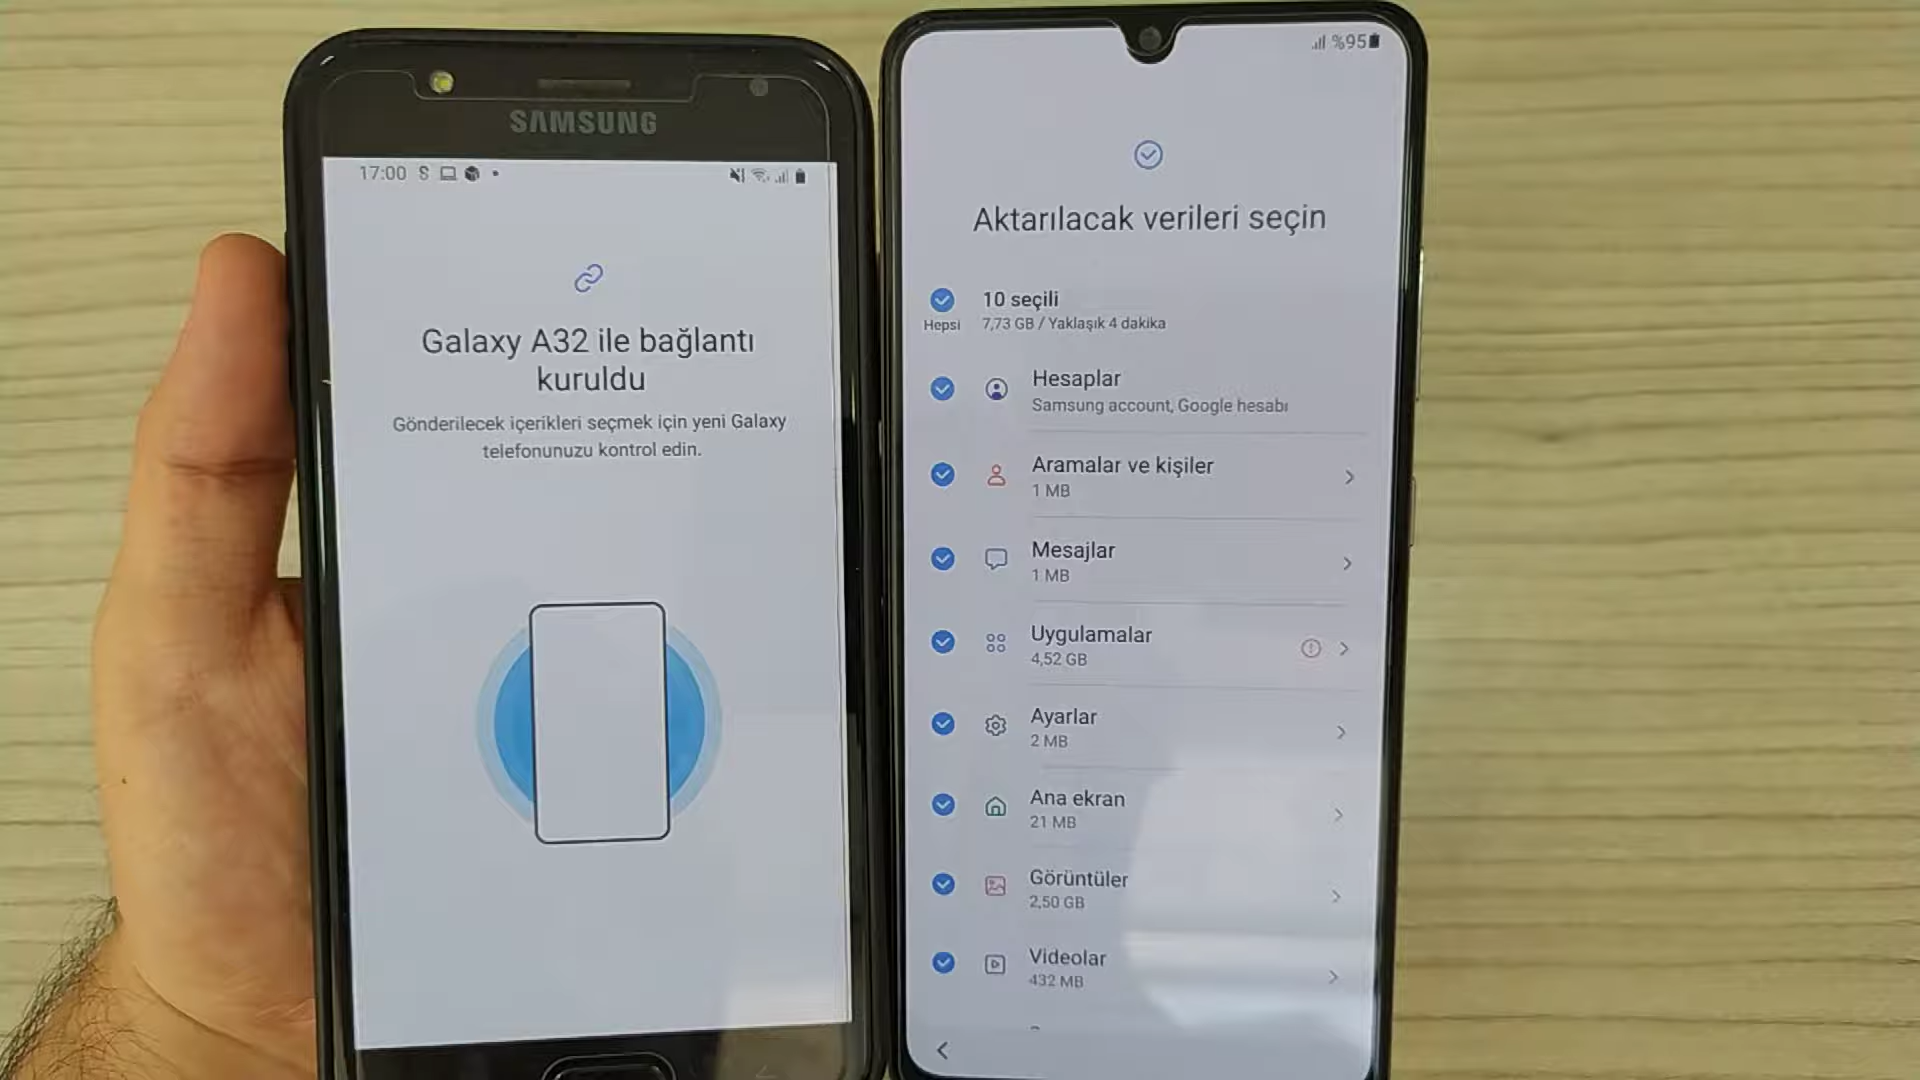 SAMSUNG
17:00
Galaxy A32 ile bağlantı
kuruldu
Gönderilecek içerikleri seçmek için yeni Galaxy
telefonunuzu kontrol edin.
%95
Aktarılacak verileri seçin
10 seçili
Hepsi
7,73 GB / Yaklaşık 4 dakika
Hesaplar
Samsung account, Google hesabı
Aramalar ve kişiler
1 MB
Mesajlar
1 MB
Uygulamalar
4,52 GB
Ayarlar
2 MB
Ana ekran
21 MB
Görüntüler
2,50 GB
Videolar
432 MB